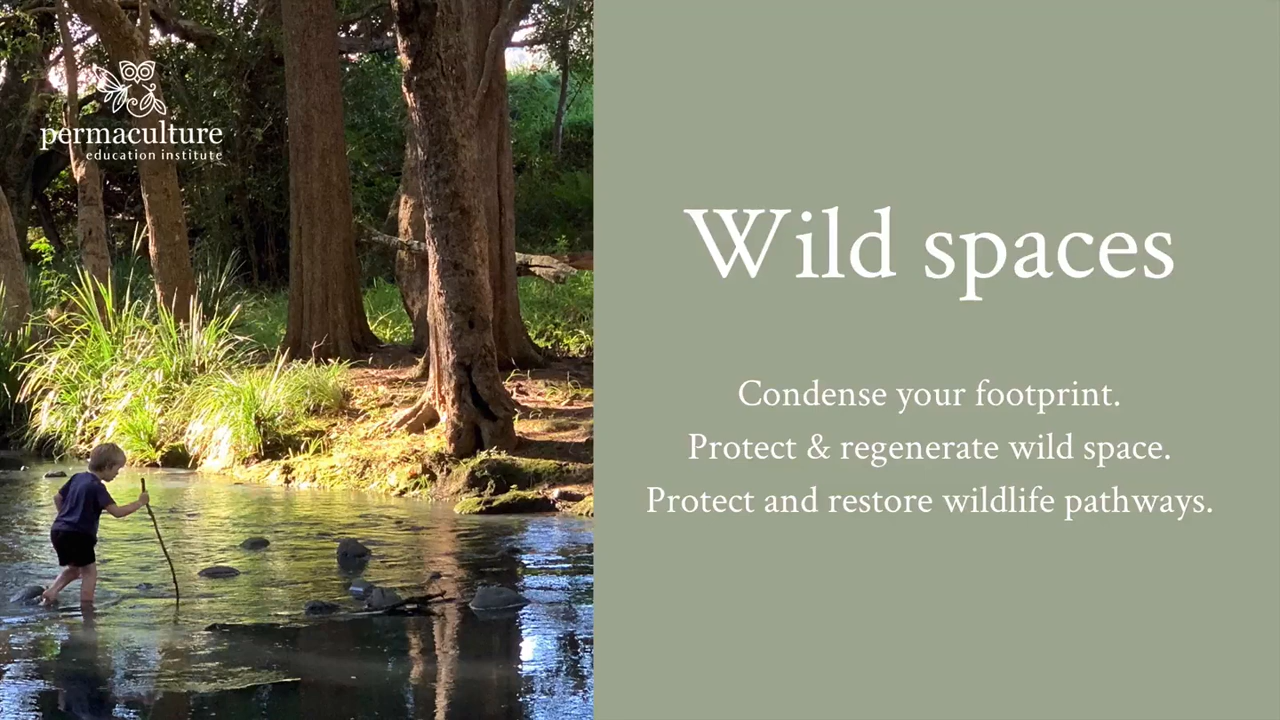 permaculture
education institute
Wild spaces
Condense your footprint.
Protect & regenerate wild space.
Protect and restore wildlife pathways.